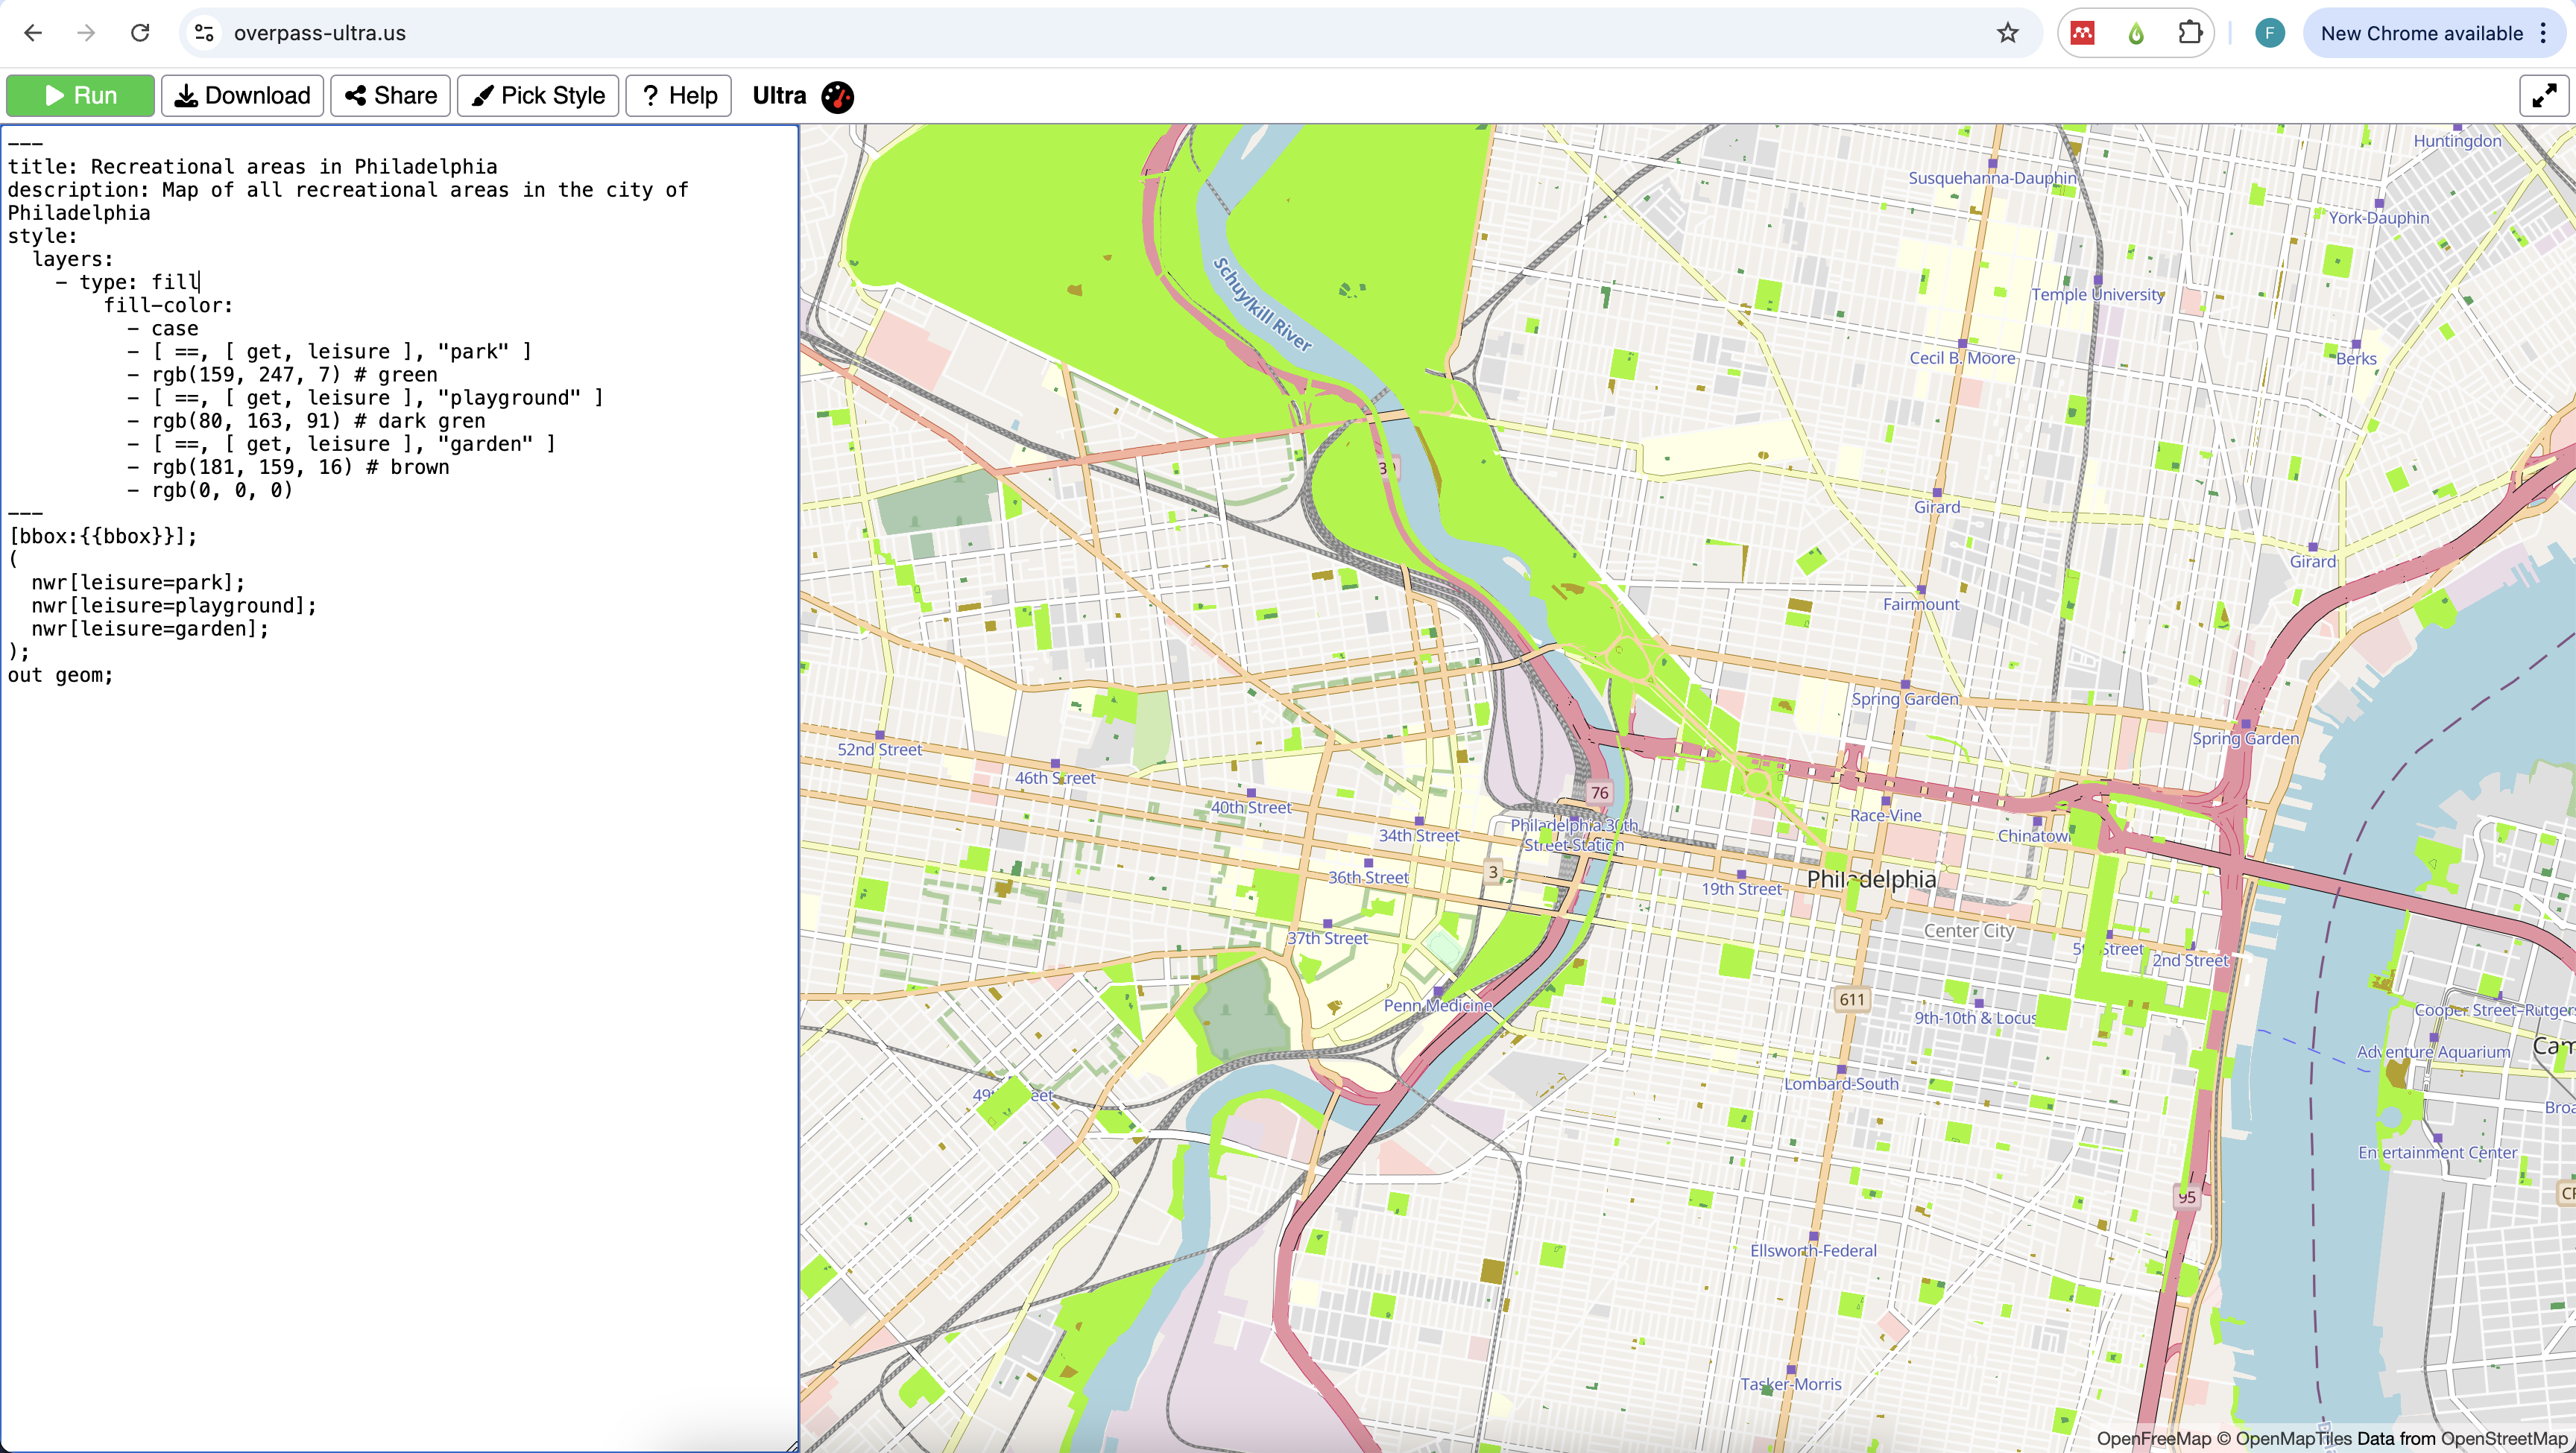 overpass-ultra.us
New Chrome available
F
Run
Download
Share
Pick Style
? Help
Ultra
---
title: Recreational areas in Philadelphia
description: Map of all recreational areas in the city of
Philadelphia
style:
  layers:
    - type: fill
        fill-color:
          - case
          - [ ==, [ get, leisure ], "park" ]
          - rgb(159, 247, 7) # green
          - [ ==, [ get, leisure ], "playground" ]
          - rgb(80, 163, 91) # dark gren
          - [ ==, [ get, leisure ], "garden" ]
          - rgb(181, 159, 16) # brown
          - rgb(0, 0, 0)
---
[bbox:{{bbox}}];
(
  nwr[leisure=park];
  nwr[leisure=playground];
  nwr[leisure=garden];
);
out geom;
Huntingdon
Susquehanna-Dauphin
York-Dauphin
Schuylkill River
Temple University
Cecil B. Moore
Berks
Girard
Girard
Fairmount
Spring Garden
Spring Garden
52nd Street
46th Street
40th Street
76
34th Street
Philadelphia 30th
Street Station
Race-Vine
36th Street
3
19th Street
Philadelphia
37th Street
Center City
2nd Street
Penn Medicine
611
9th-10th & Locus
Cooper Street-Rutgers
Adventure Aquarium
Cam
Lombard-South
Broa
Entertainment Center
95
Ellsworth-Federal
Tasker-Morris
OpenFreeMap © OpenMapTiles Data from OpenStreetMap